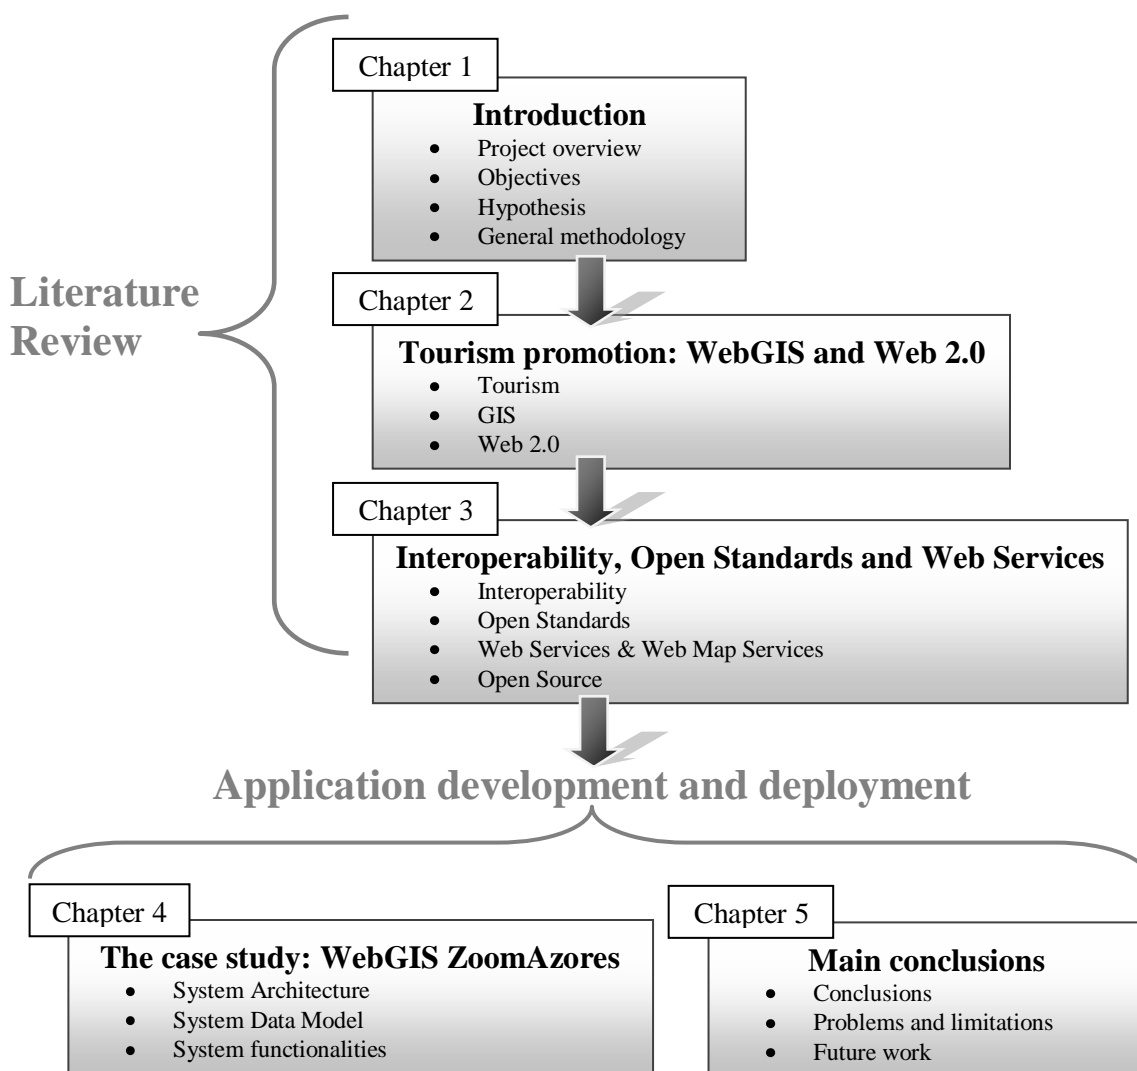 Chapter 1
Introduction
• Project overview
• Objectives
• Hypothesis
• General methodology
Literature
Review
Chapter 2
Tourism promotion: WebGIS and Web 2.0
• Tourism
• GIS
• Web 2.0
Chapter 3
Interoperability, Open Standards and Web Services
• Interoperability
• Open Standards
• Web Services & Web Map Services
• Open Source
Application development and deployment
Chapter 4
The case study: WebGIS ZoomAzores
• System Architecture
• System Data Model
• System functionalities
Chapter 5
Main conclusions
• Conclusions
• Problems and limitations
• Future work